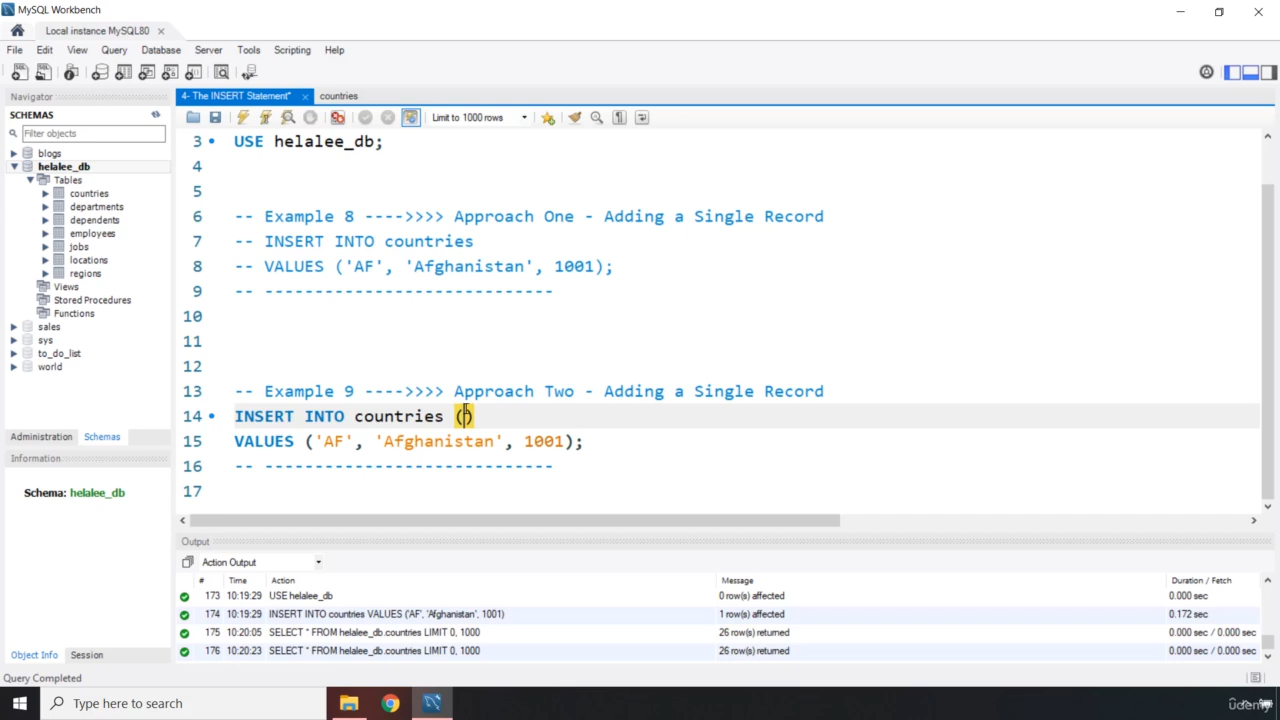 MySQL Workbench
Local instance MySQL80
File Edit View Query Database Server Tools Scripting Help
Navigator
SCHEMAS
Filter objects
blogs
helalee_db
Tables
countries
departments
dependents
employees
jobs
locations
regions
Views
Stored Procedures
Functions
sales
sys
to_do_list
world
Administration Schemas
Information
Schema: helalee_db
Object Info Session
4- The INSERT Statement* countries
Limit to 1000 rows
3 USE helalee_db;
4
5
6 -- Example 8 ---->>>> Approach One - Adding a Single Record
7 -- INSERT INTO countries
8 -- VALUES ('AF', 'Afghanistan', 1001);
9 -- -----------------------------
10
11
12
13 -- Example 9 ---->>>> Approach Two - Adding a Single Record
14 INSERT INTO countries ()
15 VALUES ('AF', 'Afghanistan', 1001);
16 -- -----------------------------
17
Output
Action Output
# Time Action Message Duration / Fetch
173 10:19:29 USE helalee_db 0 row(s) affected 0.000 sec
174 10:19:29 INSERT INTO countries VALUES ('AF', 'Afghanistan', 1001) 1 row(s) affected 0.172 sec
175 10:20:05 SELECT * FROM helalee_db.countries LIMIT 0, 1000 26 row(s) returned 0.000 sec / 0.000 sec
176 10:20:23 SELECT * FROM helalee_db.countries LIMIT 0, 1000 26 row(s) returned 0.000 sec / 0.000 sec
Query Completed
Type here to search
udemy